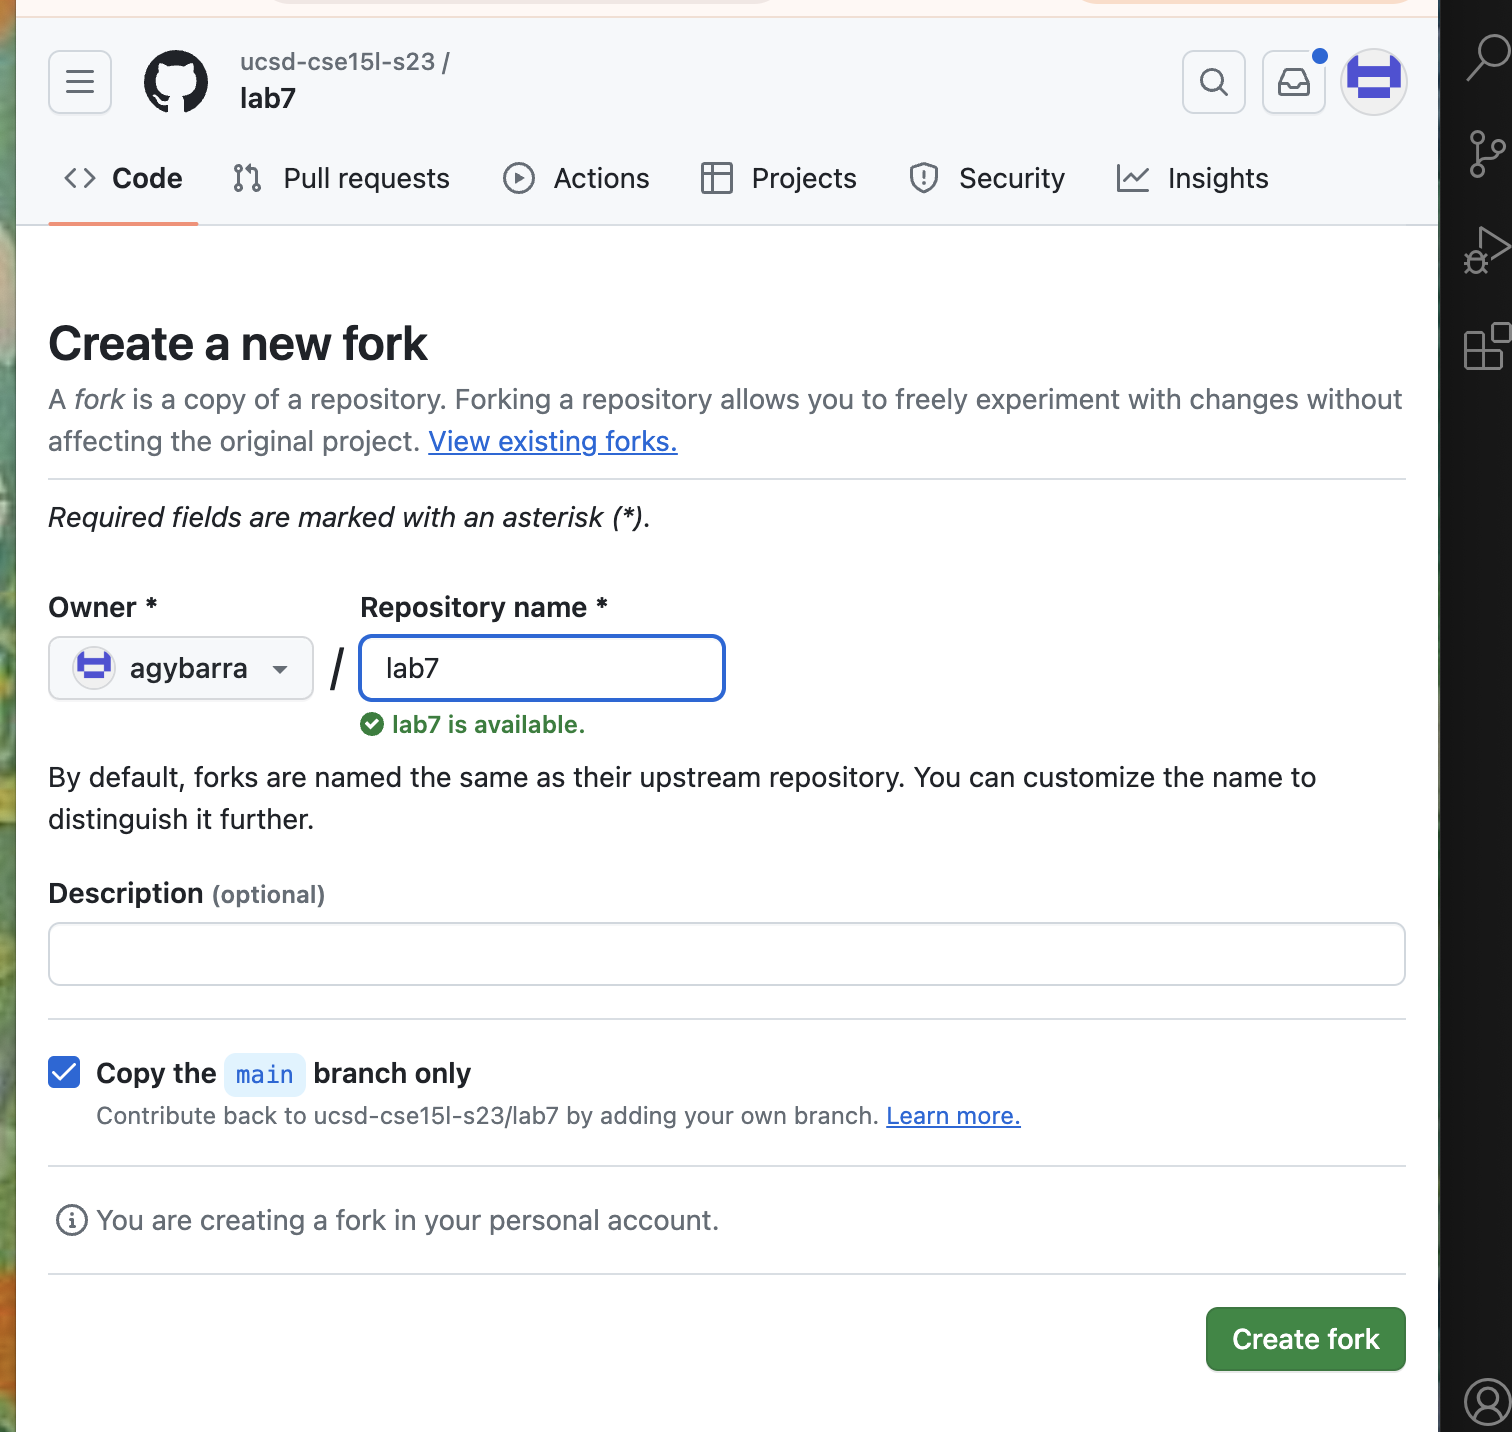 ucsd-cse15l-s23 /
lab7
Code Pull requests Actions Projects Security Insights
Create a new fork
A fork is a copy of a repository. Forking a repository allows you to freely experiment with changes without
affecting the original project. View existing forks.
Required fields are marked with an asterisk (*).
Owner * Repository name *
agybarra / lab7
lab7 is available.
By default, forks are named the same as their upstream repository. You can customize the name to
distinguish it further.
Description (optional)
Copy the main branch only
Contribute back to ucsd-cse15l-s23/lab7 by adding your own branch. Learn more.
You are creating a fork in your personal account.
Create fork